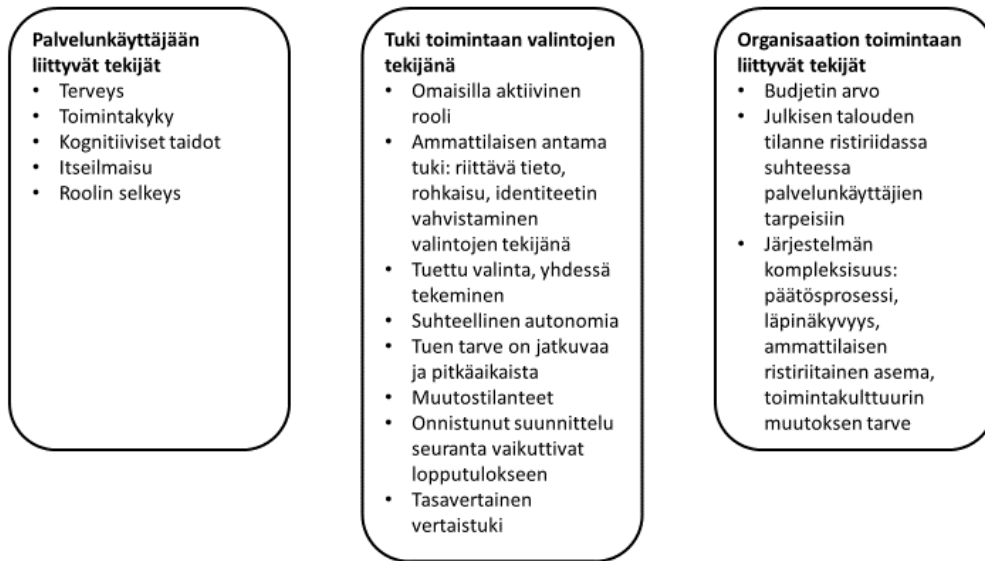 Palvelunkäyttäjään
liittyvät tekijät
• Terveys
• Toimintakyky
• Kognitiiviset taidot
• Itseilmaisu
• Roolin selkeys
Tuki toimintaan valintojen
tekijänä
• Omaisilla aktiivinen
rooli
• Ammattilaisen antama
tuki: riittävä tieto,
rohkaisu, identiteetin
vahvistaminen
valintojen tekijänä
• Tuettu valinta, yhdessä
tekeminen
• Suhteellinen autonomia
• Tuen tarve on jatkuvaa
ja pitkäaikaista
• Muutostilanteet
• Onnistunut suunnittelu
seuranta vaikuttivat
lopputulokseen
• Tasavertainen
vertaistuki
Organisaation toimintaan
liittyvät tekijät
• Budjetin arvo
• Julkisen talouden
tilanne ristiriidassa
suhteessa
palvelunkäyttäjien
tarpeisiin
• Järjestelmän
kompleksisuus:
päätösprosessi,
läpinäkyvyys,
ammattilaisen
ristiriitainen asema,
toimintakulttuurin
muutoksen tarve